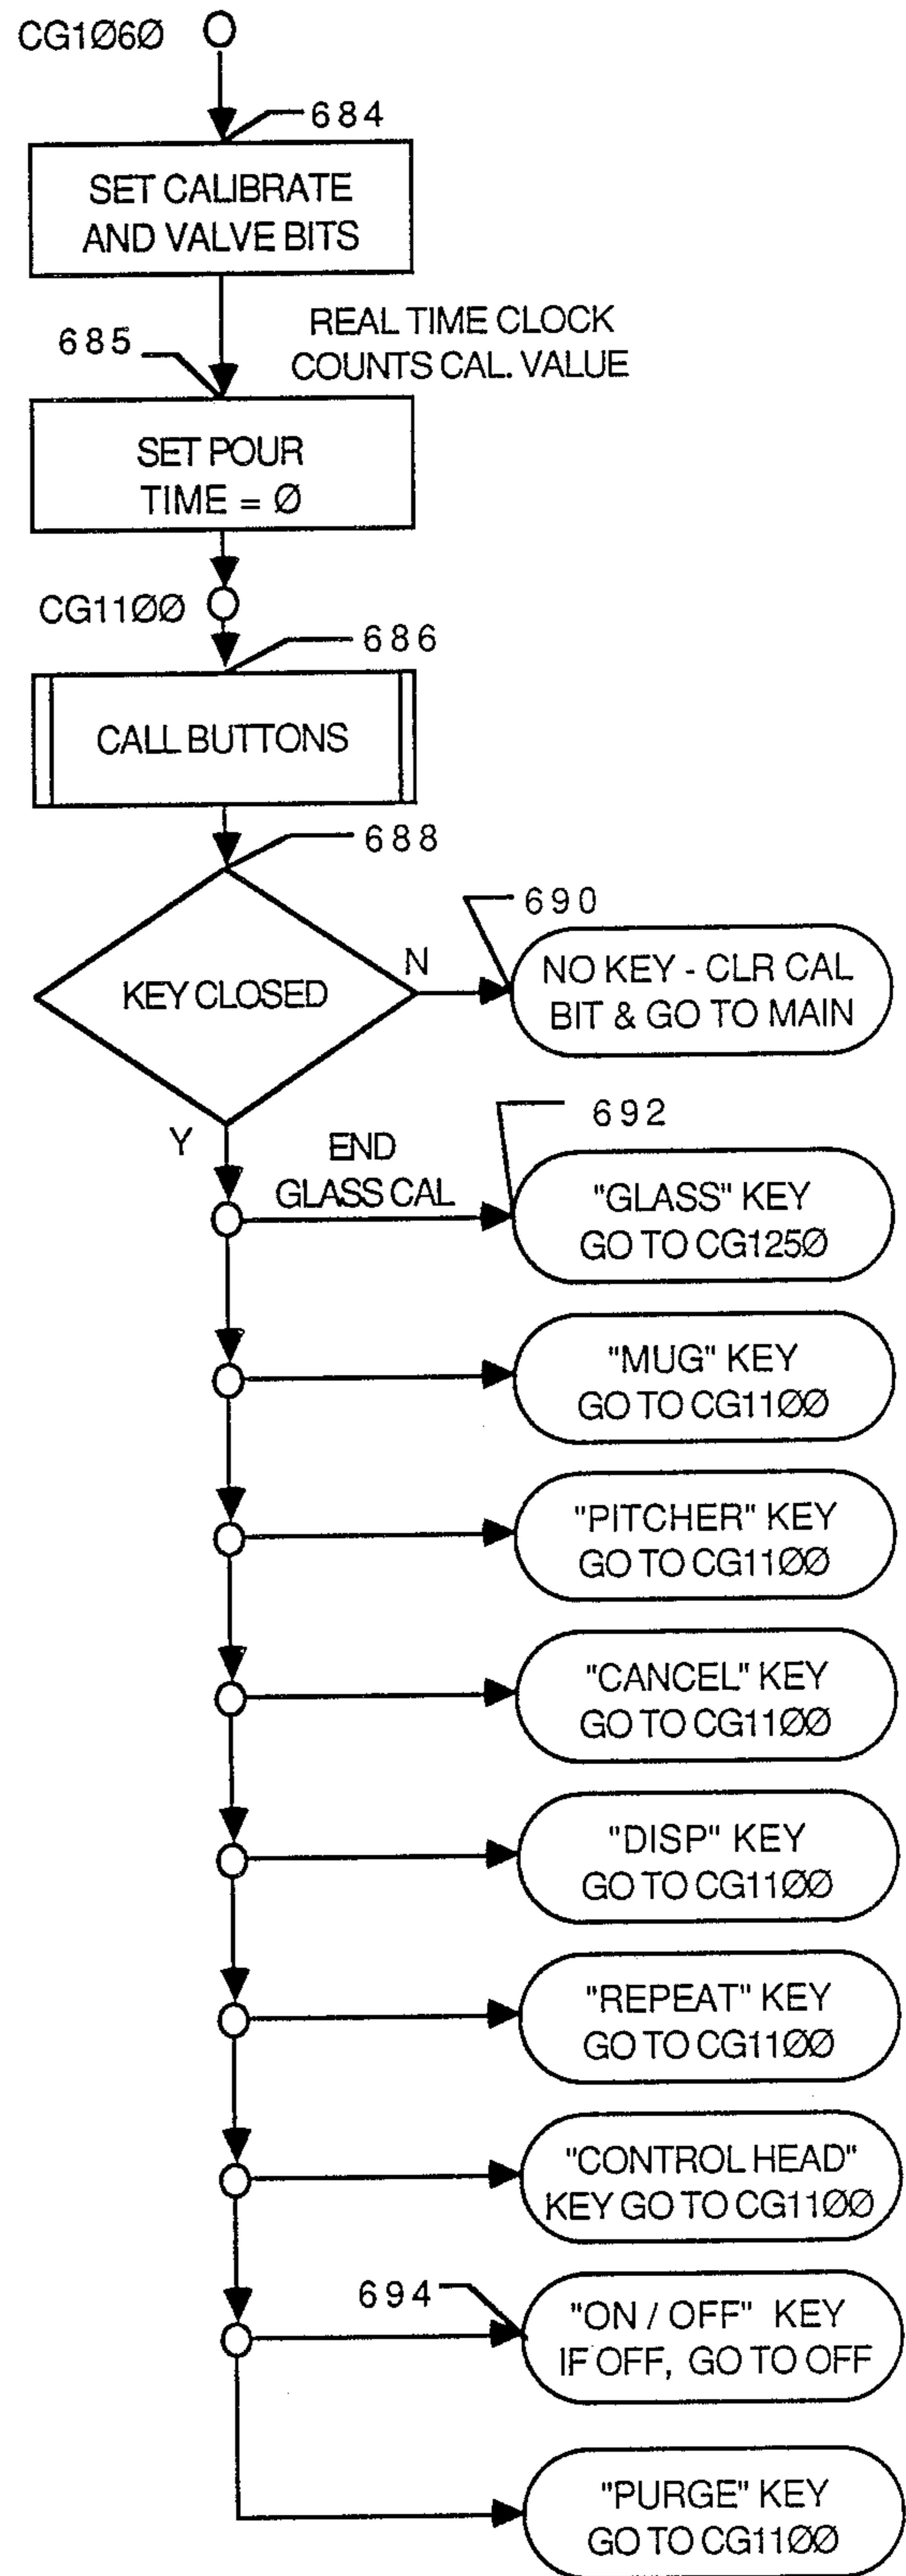 CG1Ø6Ø
684
SET CALIBRATE
AND VALVE BITS
REAL TIME CLOCK
COUNTS CAL. VALUE
685
SET POUR
TIME = Ø
CG11ØØ
686
CALL BUTTONS
688
KEY CLOSED
N
690
NO KEY - CLR CAL
BIT & GO TO MAIN
Y
END
GLASS CAL
692
"GLASS" KEY
GO TO CG125Ø
"MUG" KEY
GO TO CG11ØØ
"PITCHER" KEY
GO TO CG11ØØ
"CANCEL" KEY
GO TO CG11ØØ
"DISP" KEY
GO TO CG11ØØ
"REPEAT" KEY
GO TO CG11ØØ
"CONTROL HEAD"
KEY GO TO CG11ØØ
694
"ON / OFF" KEY
IF OFF, GO TO OFF
"PURGE" KEY
GO TO CG11ØØ